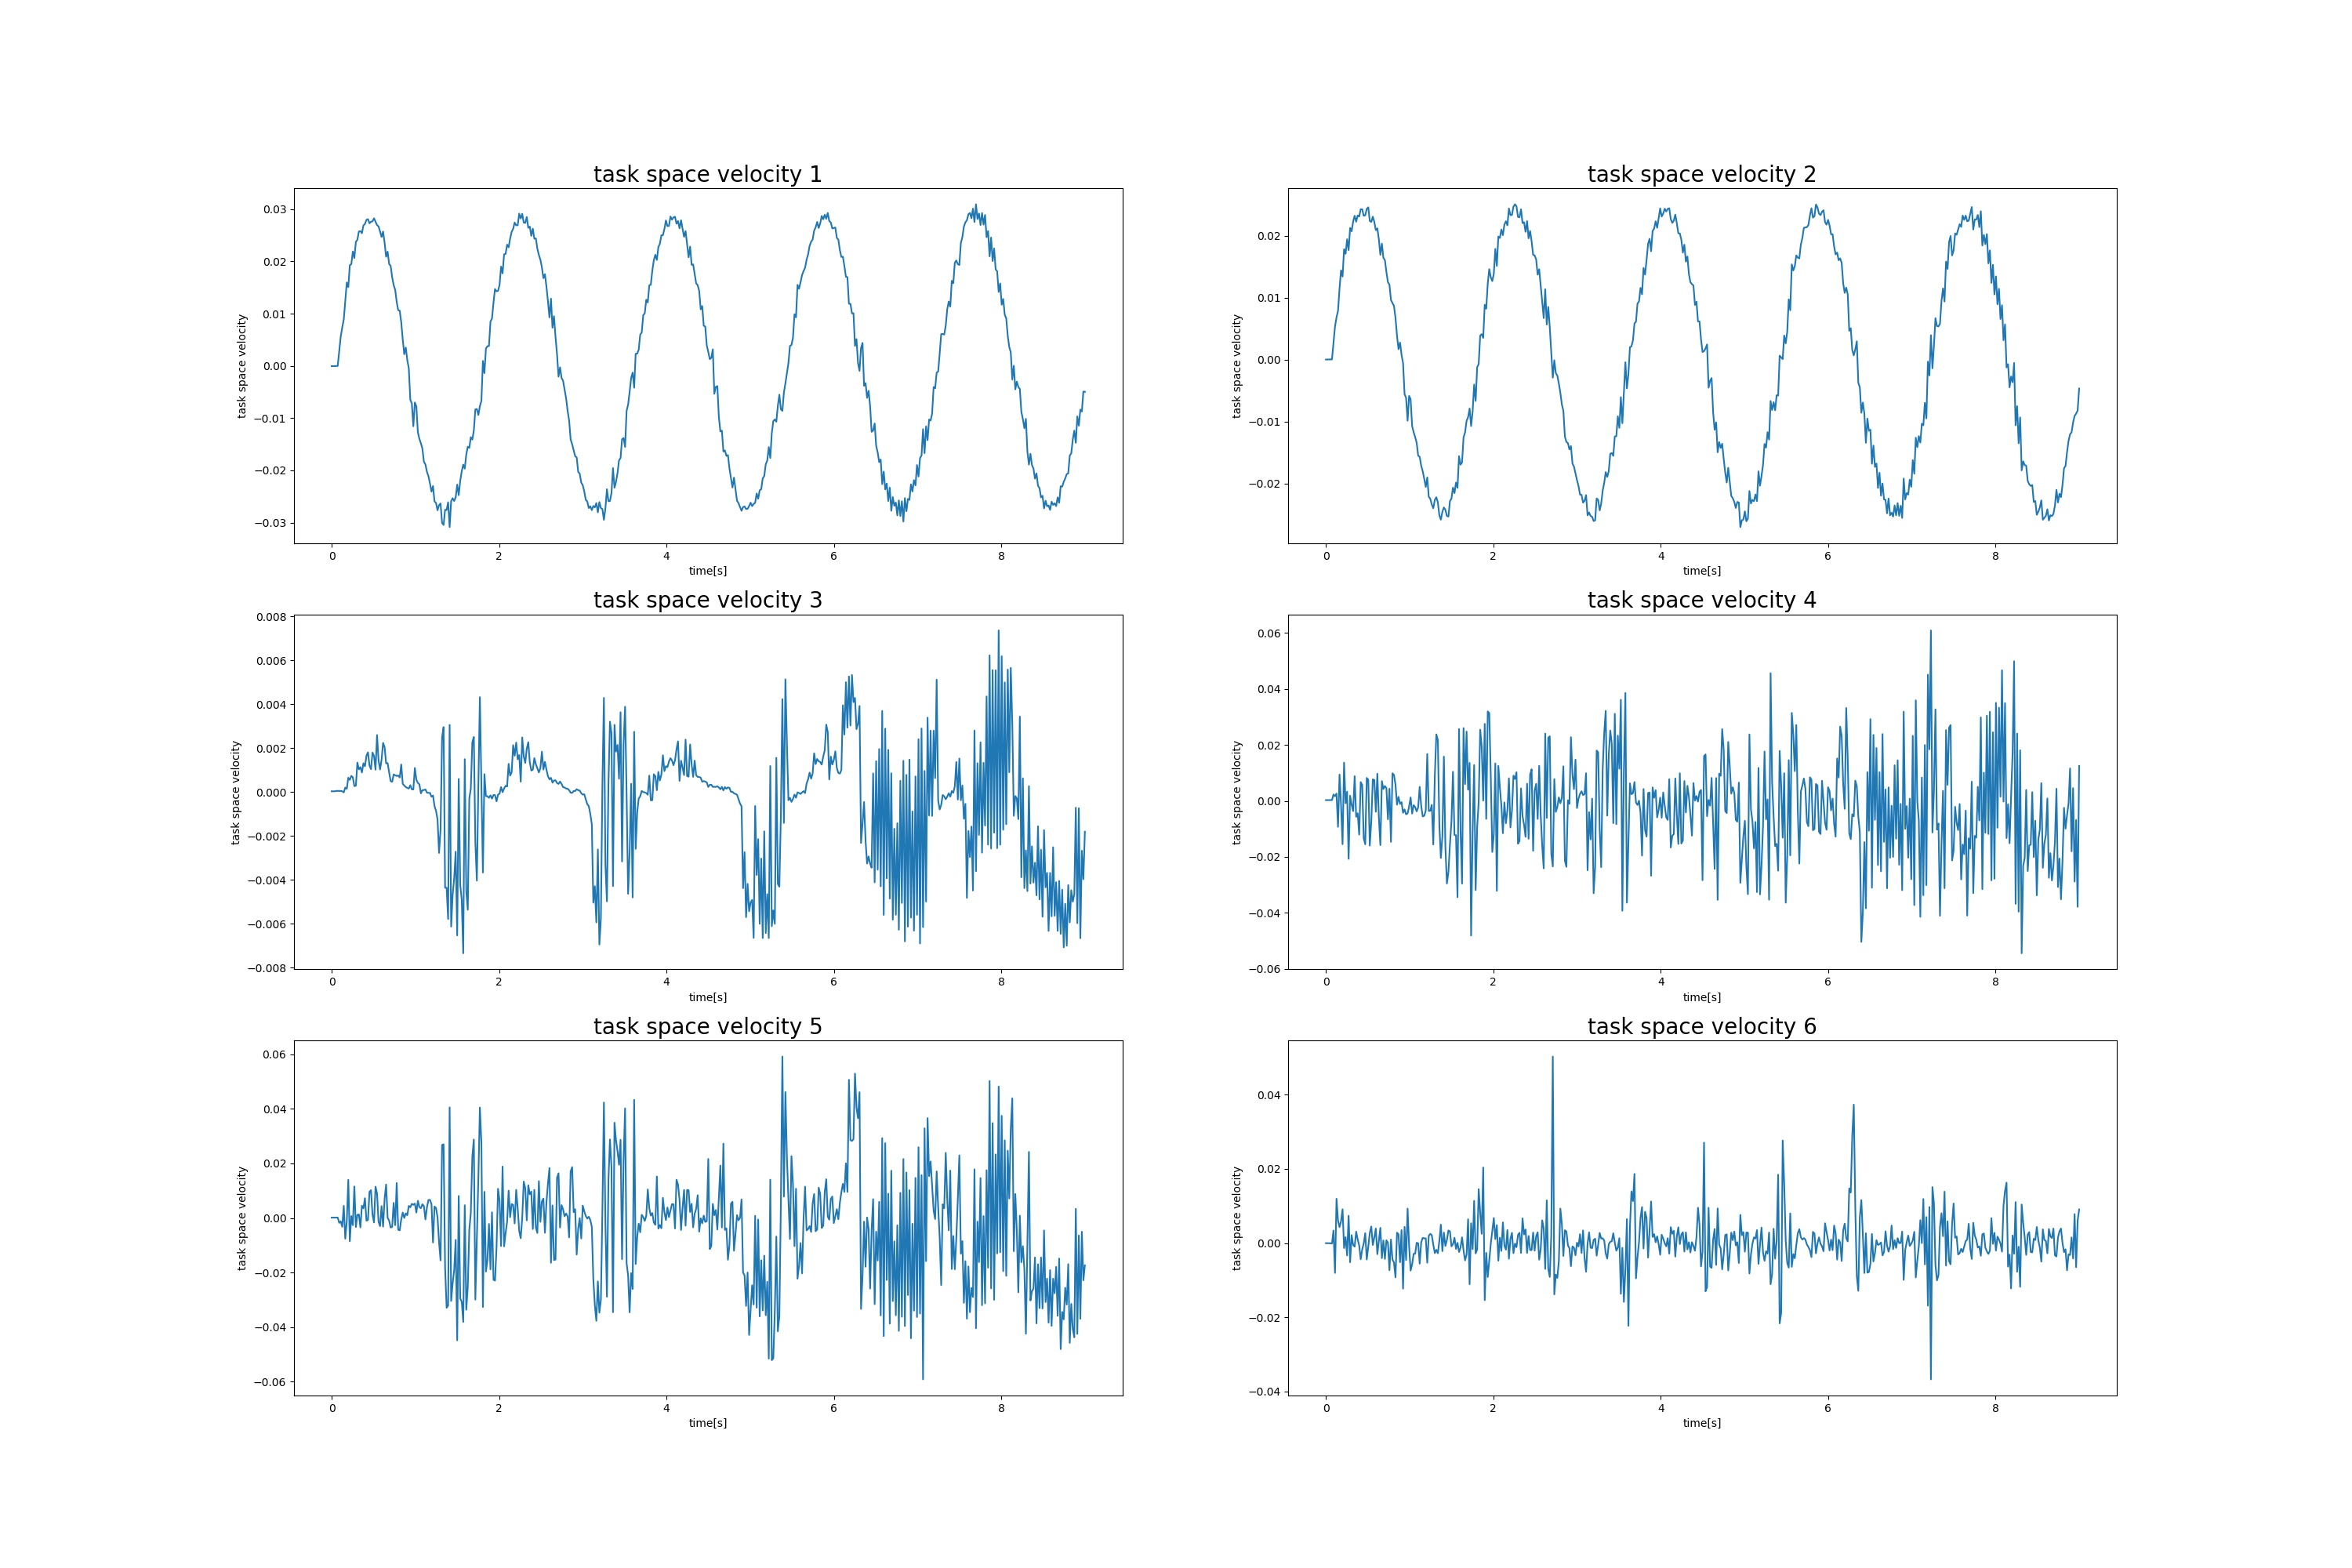 task space velocity 1
task space velocity
0.03
0.02
0.01
0.00
−0.01
−0.02
−0.03
0 2 4 6 8
time[s]
task space velocity 2
task space velocity
0.02
0.01
0.00
−0.01
−0.02
0 2 4 6 8
time[s]
task space velocity 3
task space velocity
0.008
0.006
0.004
0.002
0.000
−0.002
−0.004
−0.006
−0.008
0 2 4 6 8
time[s]
task space velocity 4
task space velocity
0.06
0.04
0.02
0.00
−0.02
−0.04
−0.06
0 2 4 6 8
time[s]
task space velocity 5
task space velocity
0.06
0.04
0.02
0.00
−0.02
−0.04
−0.06
0 2 4 6 8
time[s]
task space velocity 6
task space velocity
0.04
0.02
0.00
−0.02
−0.04
0 2 4 6 8
time[s]